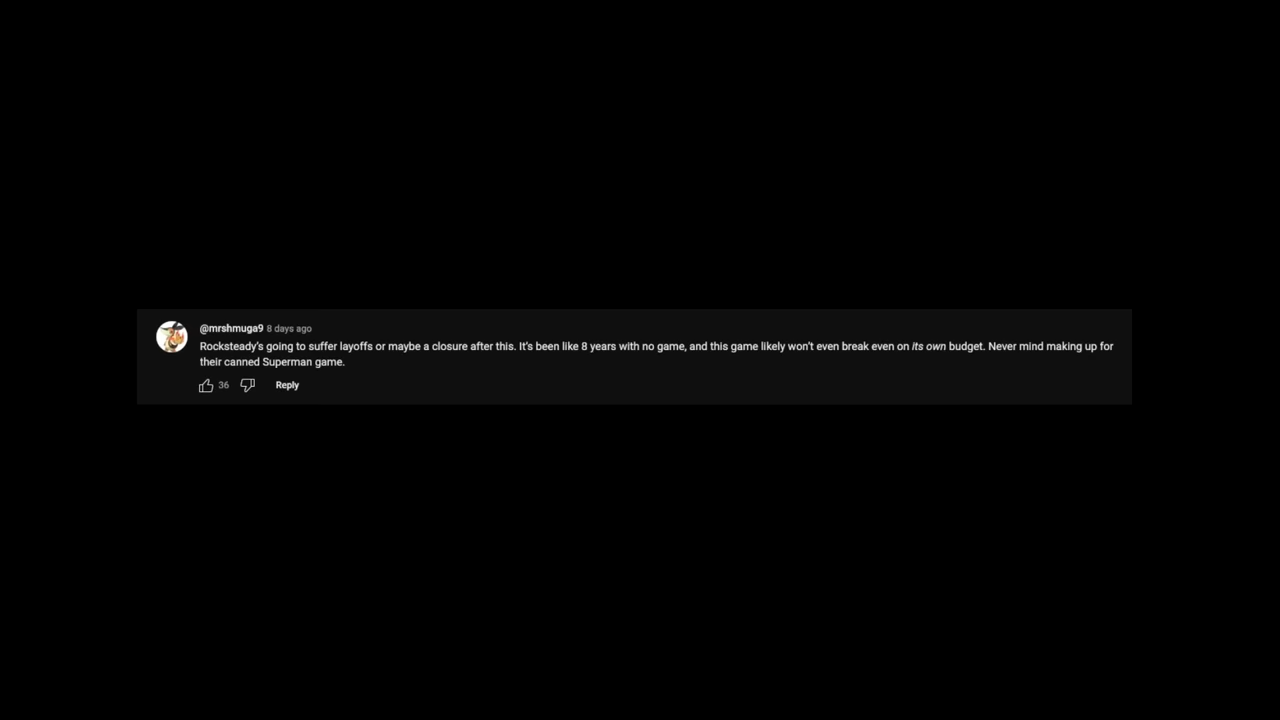 @mrshmuga9 8 days ago
Rocksteady's going to suffer layoffs or maybe a closure after this. It's been like 8 years with no game, and this game likely won't even break even on its own budget. Never mind making up for
their canned Superman game.
36 Reply